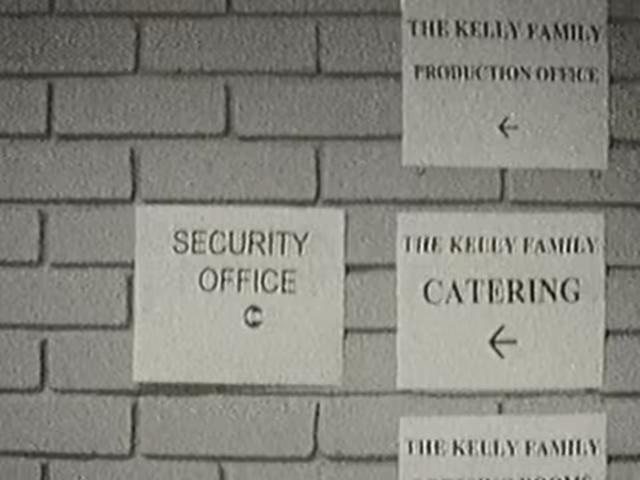 THE KELLY FAMILY
PRODUCTION OFFICE
←
SECURITY
OFFICE
THE KELLY FAMILY
CATERING
←
THE KELLY FAMILY